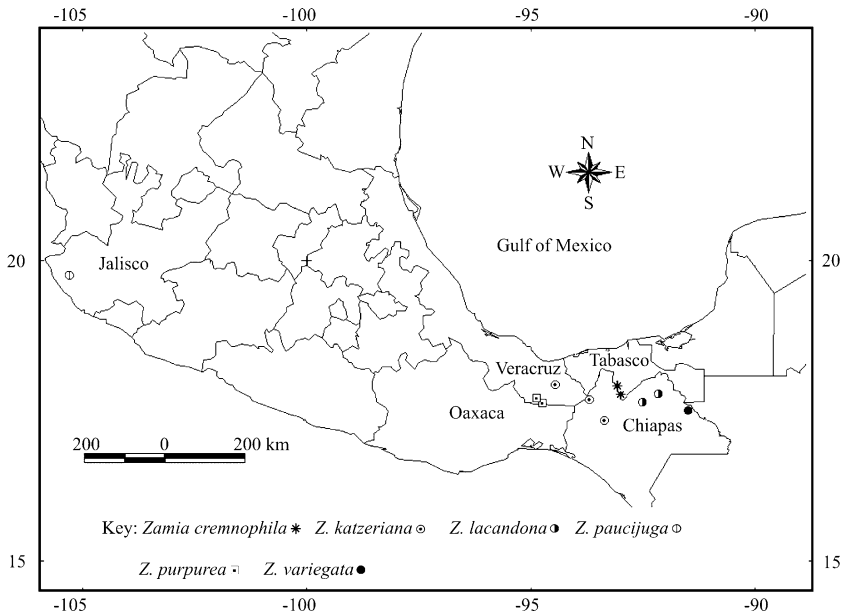 -105 -100 -95 -90
N
W E
S
Gulf of Mexico
20 Jalisco 20
Veracruz Tabasco
Oaxaca
Chiapas
200 0 200 km
Key: Zamia cremnophila Z. katzeriana Z. lacandona Z. paucijuga
Z. purpurea Z. variegata
15 15
-105 -100 -95 -90